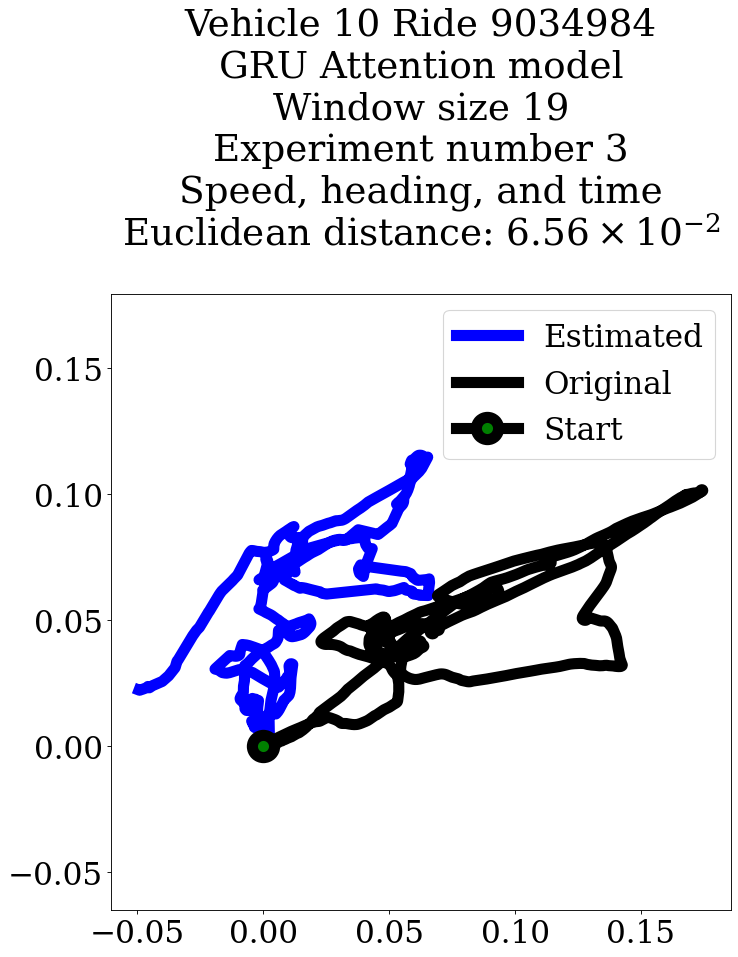 Vehicle 10 Ride 9034984
GRU Attention model
Window size 19
Experiment number 3
Speed, heading, and time
Euclidean distance: 6.56 × 10⁻²
Estimated
Original
Start
0.15
0.10
0.05
0.00
−0.05
−0.05 0.00 0.05 0.10 0.15